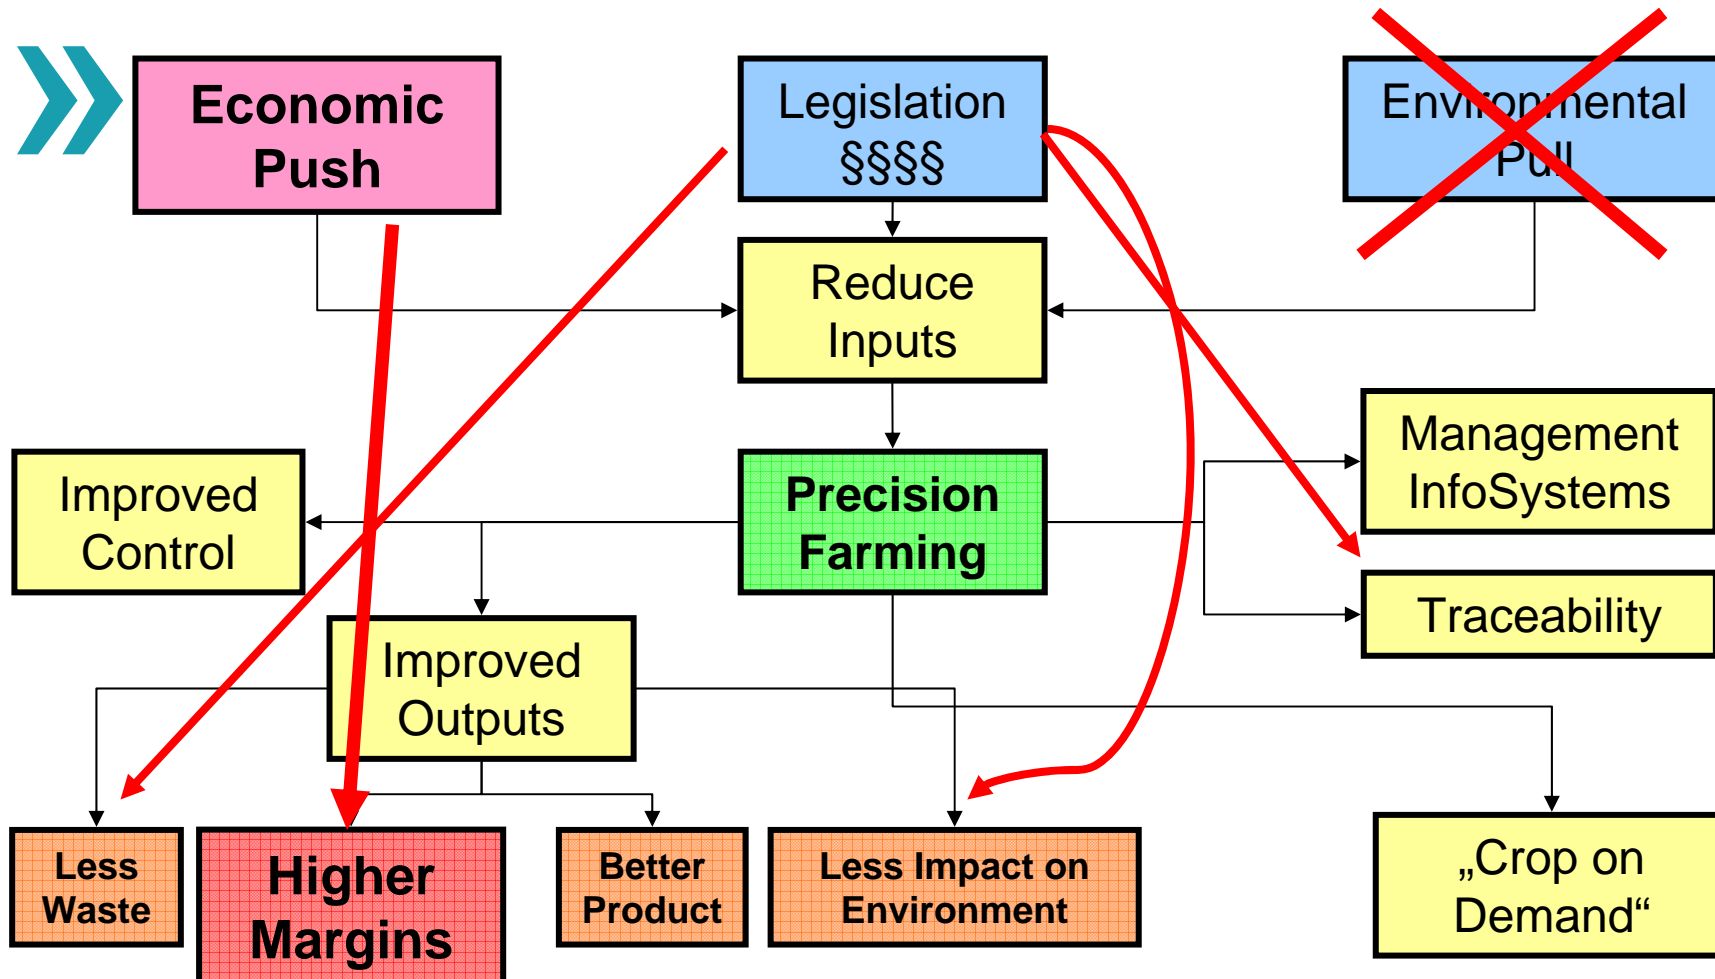 Economic
Push
Legislation
§§§§
Environmental
Pull
Reduce
Inputs
Improved
Control
Precision
Farming
Management
InfoSystems
Traceability
Improved
Outputs
Less
Waste
Higher
Margins
Better
Product
Less Impact on
Environment
„Crop on
Demand“